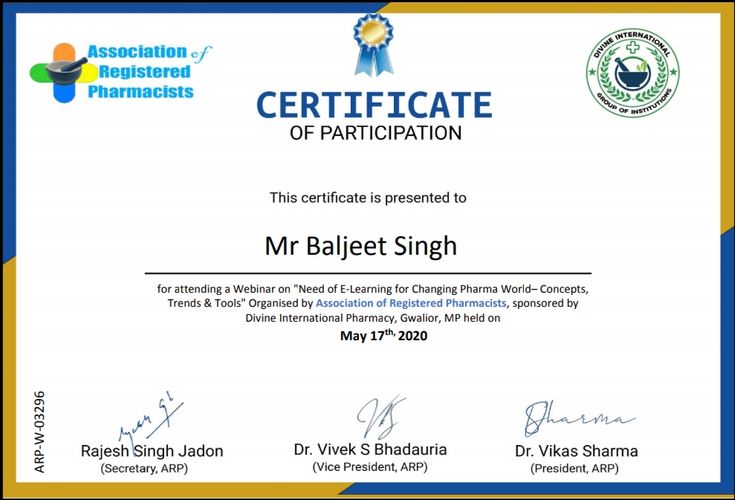 Association of
Registered
Pharmacists
DIVINE INTERNATIONAL
GROUP OF INSTITUTIONS
CERTIFICATE
OF PARTICIPATION
This certificate is presented to
Mr Baljeet Singh
for attending a Webinar on "Need of E-Learning for Changing Pharma World– Concepts,
Trends & Tools" Organised by Association of Registered Pharmacists, sponsored by
Divine International Pharmacy, Gwalior, MP held on
May 17th, 2020
ARP-W-03296
Rajesh Singh Jadon
(Secretary, ARP)
Dr. Vivek S Bhadauria
(Vice President, ARP)
Sharma
Dr. Vikas Sharma
(President, ARP)